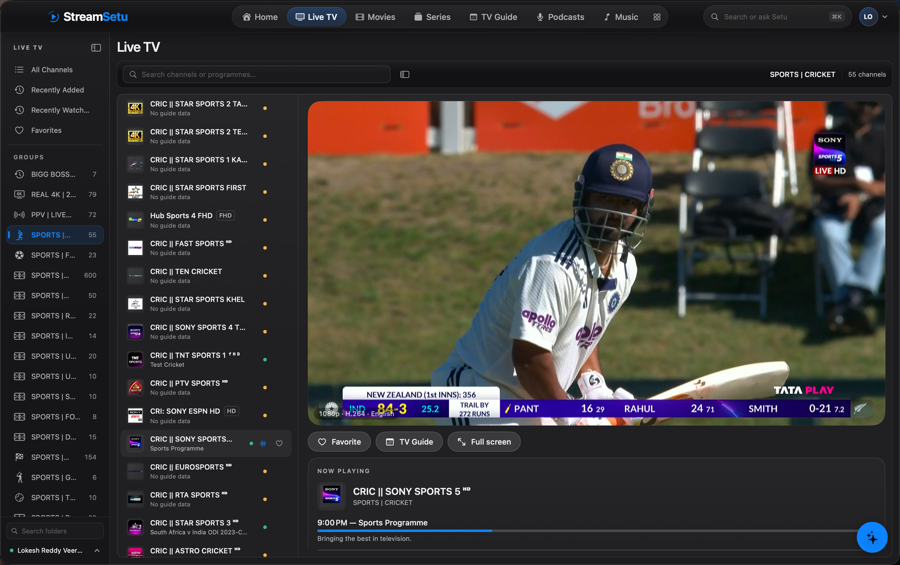 StreamSetu
Home
Live TV
Movies
Series
TV Guide
Podcasts
Music
Search or ask Setu
⌘K
LO
LIVE TV
All Channels
Recently Added
Recently Watch...
Favorites
GROUPS
BIGG BOSS... 7
REAL 4K | 2... 79
PPV | LIVE... 72
SPORTS |... 55
SPORTS | F... 23
SPORTS |... 600
SPORTS |... 50
SPORTS | R... 22
SPORTS | I... 14
SPORTS | U... 20
SPORTS | U... 10
SPORTS | S... 10
SPORTS | FO... 8
SPORTS | D... 15
SPORTS |... 154
SPORTS | G... 6
SPORTS | T... 10
Search folders
Lokesh Reddy Veer...
Live TV
Search channels or programmes...
SPORTS | CRICKET
55 channels
CRIC || STAR SPORTS 2 TA...
No guide data
CRIC || STAR SPORTS 2 TE...
No guide data
CRIC || STAR SPORTS 1 KA...
No guide data
CRIC || STAR SPORTS FIRST
No guide data
Hub Sports 4 FHD FHD
No guide data
CRIC || FAST SPORTS ᴴᴰ
No guide data
CRIC || TEN CRICKET
No guide data
CRIC || STAR SPORTS KHEL
No guide data
CRIC || SONY SPORTS 4 T...
No guide data
CRIC || TNT SPORTS 1 ᶠᴴᴰ
Test Cricket
CRIC || PTV SPORTS ᴴᴰ
No guide data
CRI: SONY ESPN HD HD
No guide data
CRIC || SONY SPORTS...
Sports Programme
CRIC || EUROSPORTS ᴴᴰ
No guide data
CRIC || RTA SPORTS ᴴᴰ
No guide data
CRIC || STAR SPORTS 3 ᴴᴰ
South Africa v India ODI 2023-C...
CRIC || ASTRO CRICKET ᴴᴰ
SONY
SPORTS 5
LIVE HD
apollo
TYRES
TATA PLAY
NEW ZEALAND (1st INNS): 356
IND 84-3 25.2
TRAIL BY
272 RUNS
PANT 16 29 RAHUL 24 71 SMITH 0-21 7.2
1080p · H.264 · English
Favorite
TV Guide
Full screen
NOW PLAYING
CRIC || SONY SPORTS 5 ᴴᴰ
SPORTS | CRICKET
9:00 PM — Sports Programme
Bringing the best in television.